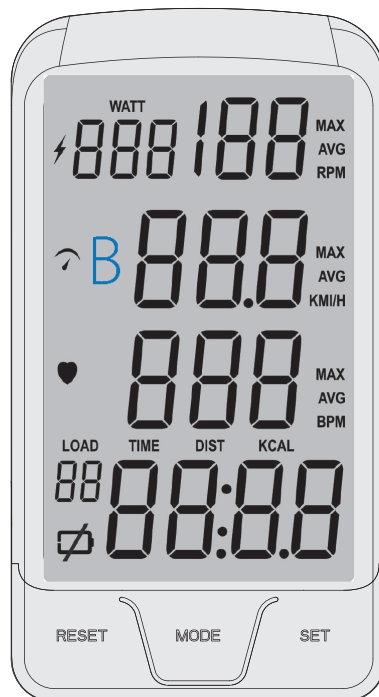 WATT
888 188 MAX
AVG
RPM
B 88.8 MAX
AVG
KMI/H
888 MAX
AVG
BPM
LOAD TIME DIST KCAL
88 88:8.8
RESET MODE SET